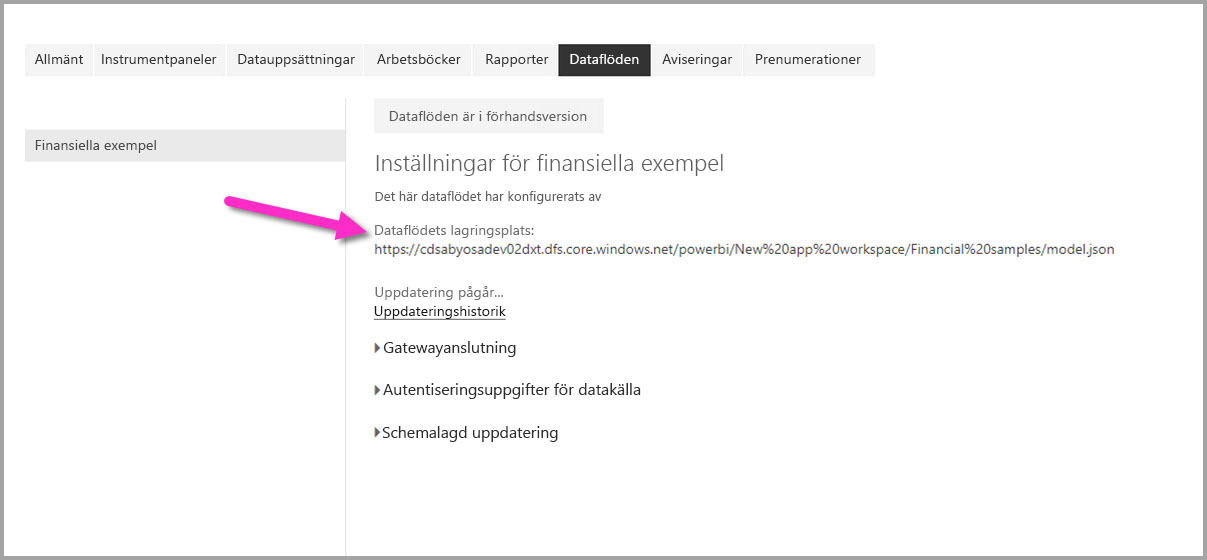 Allmänt Instrumentpaneler Datauppsättningar Arbetsböcker Rapporter Dataflöden Aviseringar Prenumerationer
Dataflöden är i förhandsversion
Finansiella exempel
Inställningar för finansiella exempel
Det här dataflödet har konfigurerats av
Dataflödets lagringsplats:
https://cdsabyosadev02dxt.dfs.core.windows.net/powerbi/New%20app%20workspace/Financial%20samples/model.json
Uppdatering pågår...
Uppdateringshistorik
Gatewayanslutning
Autentiseringsuppgifter för datakälla
Schemalagd uppdatering